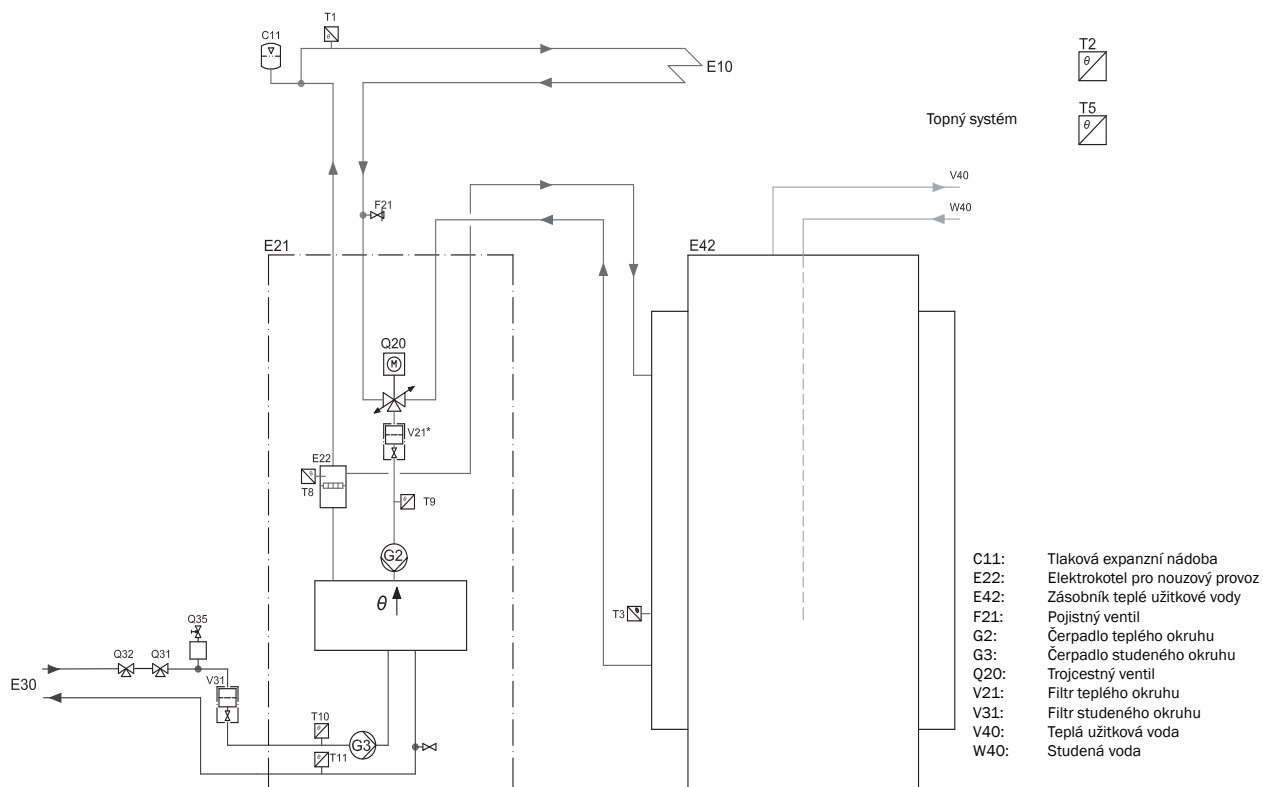 T1
C11
E10
T2
θ
Topný systém
T5
θ
V40
W40
F21
E21
E42
Q20
M
V21*
E22
T8
T9
G2
θ
T3
Q35
Q32
Q31
V31
E30
T10
G3
T11
C11: Tlaková expanzní nádoba
E22: Elektrokotel pro nouzový provoz
E42: Zásobník teplé užitkové vody
F21: Pojistný ventil
G2: Čerpadlo teplého okruhu
G3: Čerpadlo studeného okruhu
Q20: Trojcestný ventil
V21: Filtr teplého okruhu
V31: Filtr studeného okruhu
V40: Teplá užitková voda
W40: Studená voda